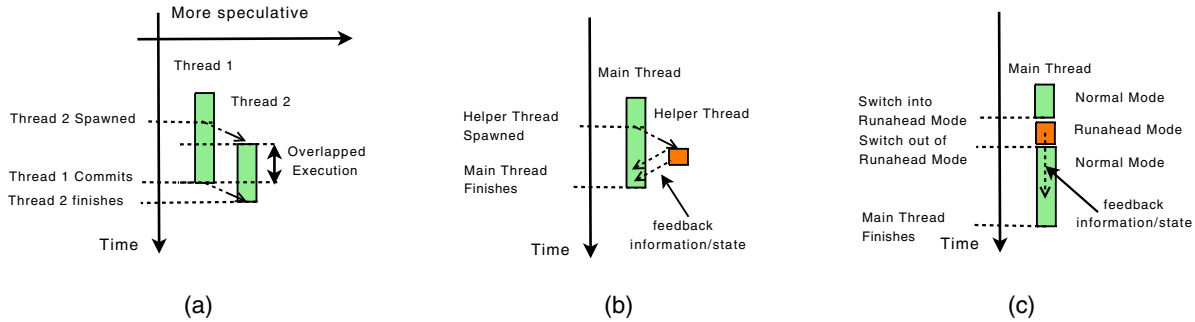 More speculative
Thread 1
Thread 2
Thread 2 Spawned
Overlapped
Execution
Thread 1 Commits
Thread 2 finishes
Time
(a)
Main Thread
Helper Thread
Spawned
Helper Thread
Main Thread
Finishes
feedback
information/state
Time
(b)
Main Thread
Switch into
Runahead Mode
Normal Mode
Runahead Mode
Switch out of
Runahead Mode
Normal Mode
feedback
information/state
Main Thread
Finishes
Time
(c)